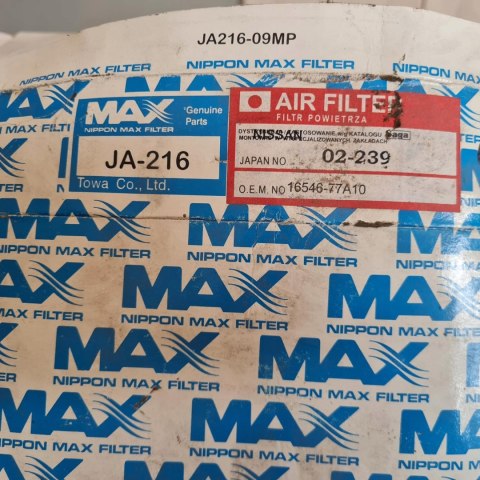 JA216-09MP
NIPPON MAX FILTER
MAX
NIPPON MAX FILTER
Genuine
Parts
JA-216
Towa Co., Ltd.
AIR FILTER
FILTR POWIETRZA
NISSAN
JAPAN NO
02-239
O.E.M. NO
16546-77A10
MAX
NIPPON MAX FILTER
MAX
NIPPON MAX FILTER
MAX
NIPPON MAX FILTER
MAX
NIPPON MAX FILTER
MAX
NIPPON MAX FILTER
MAX
NIPPON MAX FILTER
MAX
NIPPON MAX FILTER
MAX
MAX